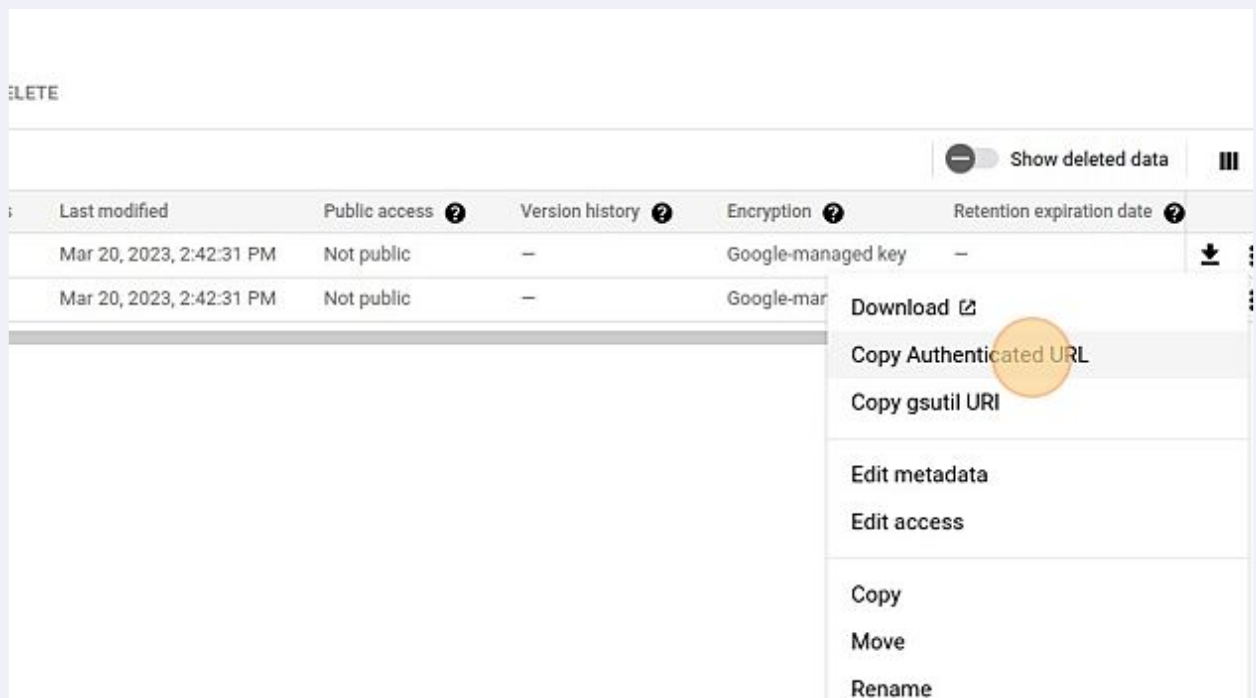 ELETE
Show deleted data
Last modified Public access Version history Encryption Retention expiration date
Mar 20, 2023, 2:42:31 PM Not public – Google-managed key –
Mar 20, 2023, 2:42:31 PM Not public – Google-man
Download
Copy Authenticated URL
Copy gsutil URI
Edit metadata
Edit access
Copy
Move
Rename